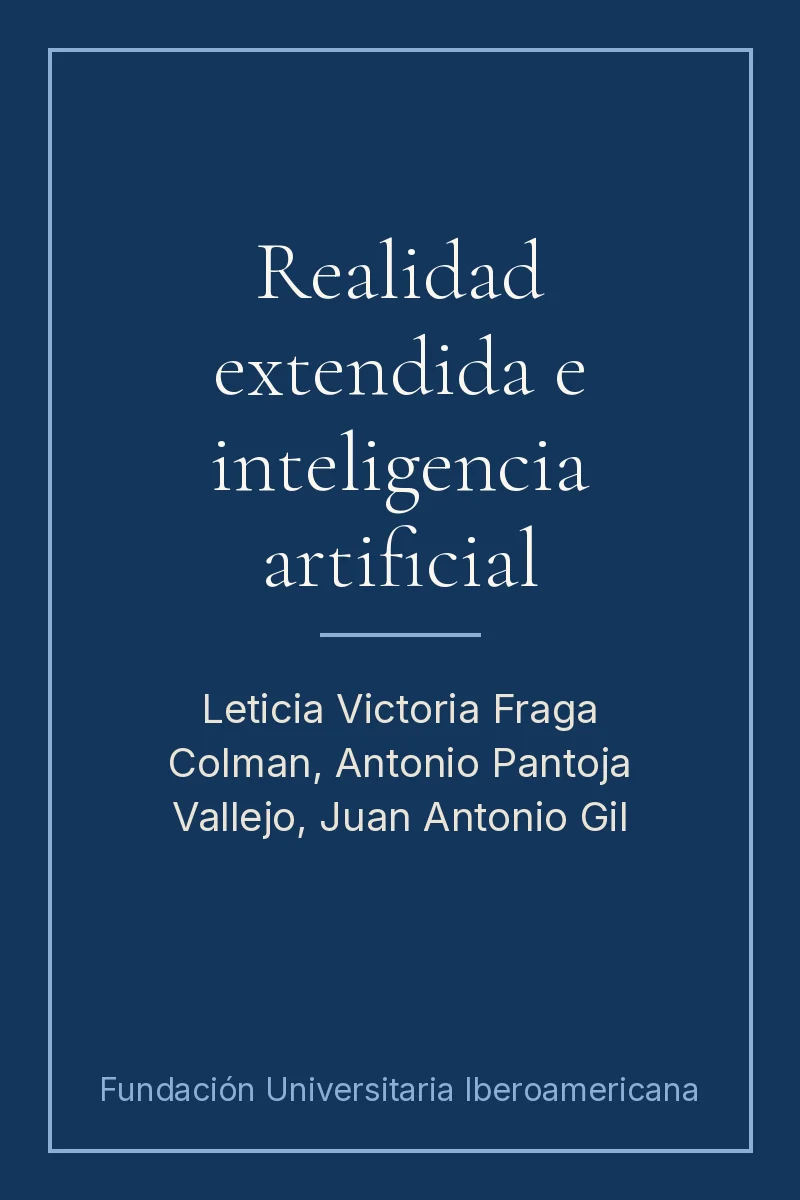 Realidad
extendida e
inteligencia
artificial
Leticia Victoria Fraga
Colman, Antonio Pantoja
Vallejo, Juan Antonio Gil
Fundación Universitaria Iberoamericana